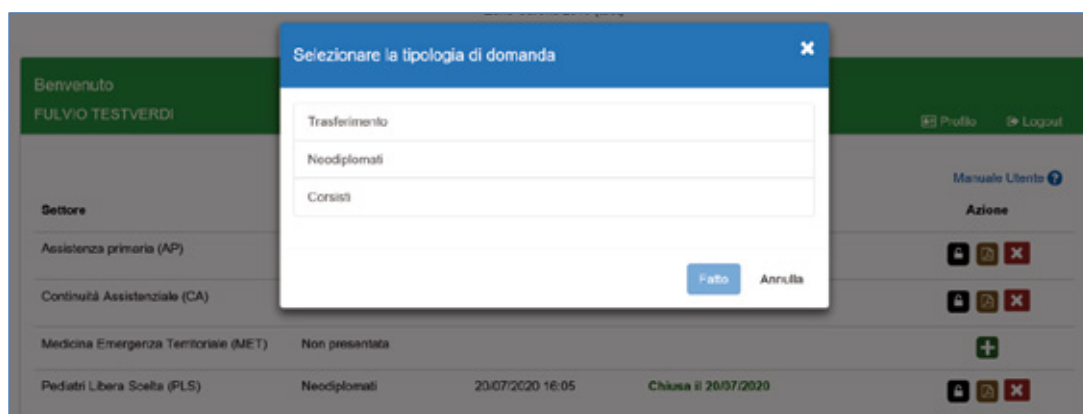 Selezionare la tipologia di domanda
Benvenuto
FULVIO TESTVERDI
Profilo Logout
Trasferimento
Neodiplomati
Corsisti
Manuale Utente
Settore Azione
Assistenza primaria (AP)
Fatto Annulla
Continuità Assistenziale (CA)
Medicina Emergenza Territoriale (MET) Non presentata
Pediatri Libera Scelta (PLS) Neodiplomati 20/07/2020 16:05 Chiusa il 20/07/2020